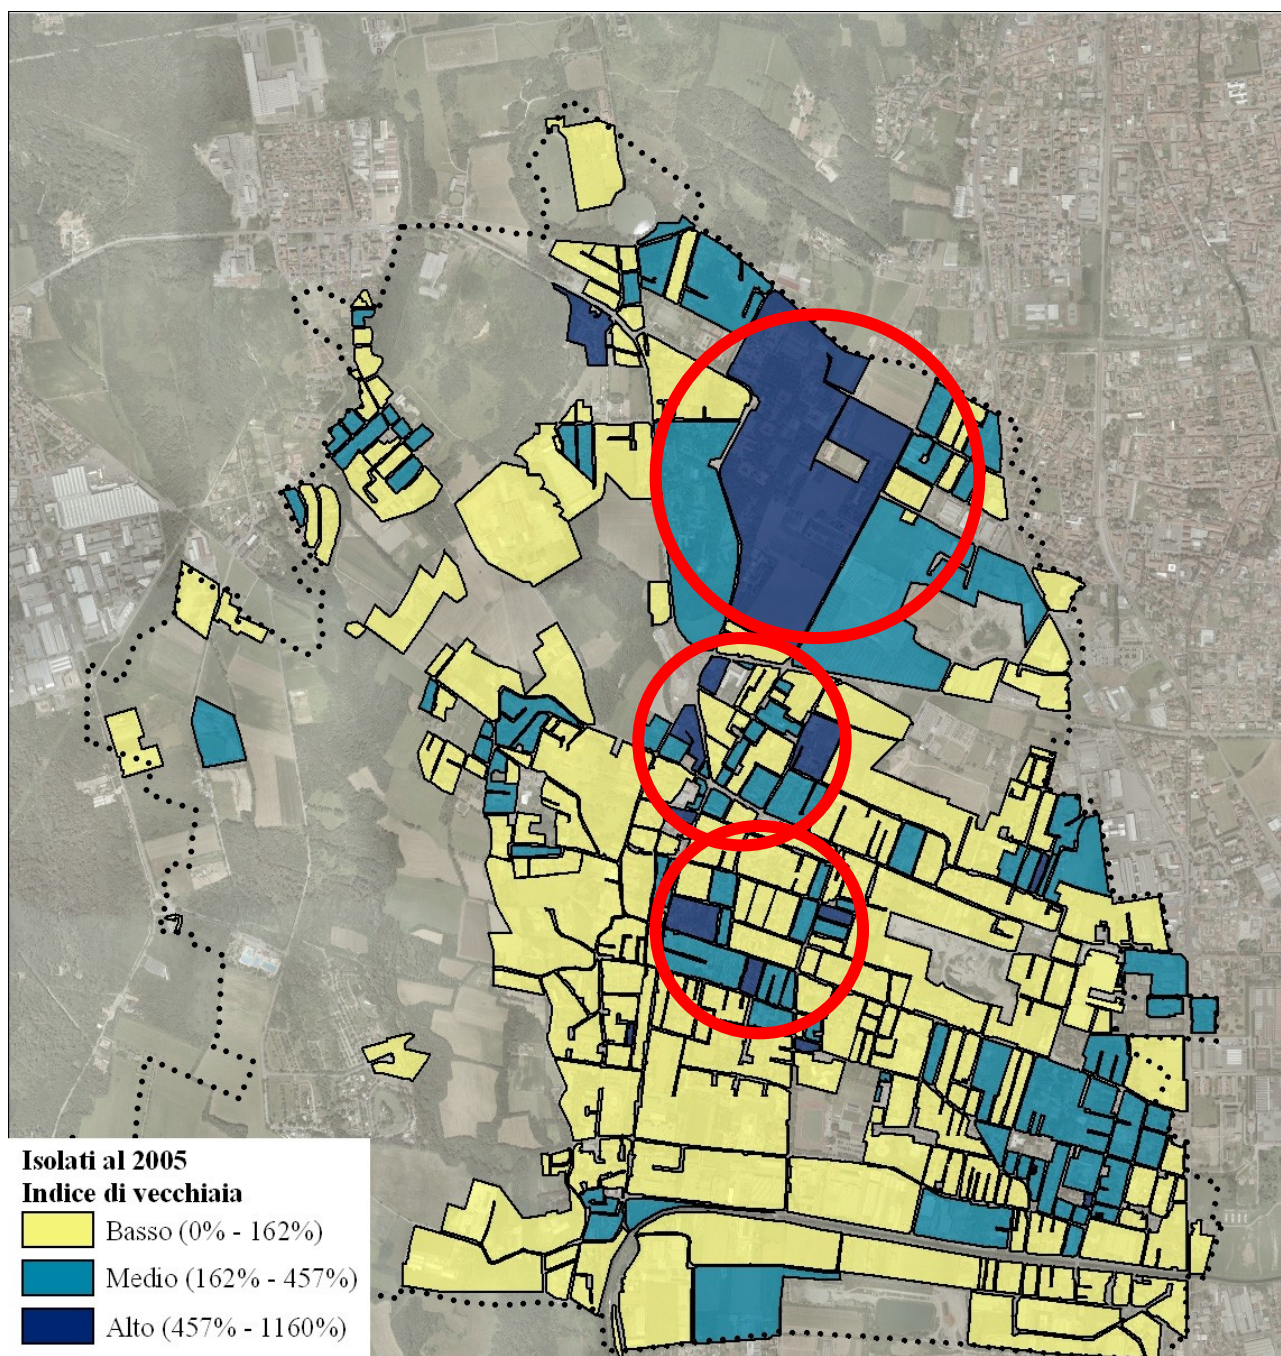 Isolati al 2005
Indice di vecchiaia
Basso (0% - 162%)
Medio (162% - 457%)
Alto (457% - 1160%)